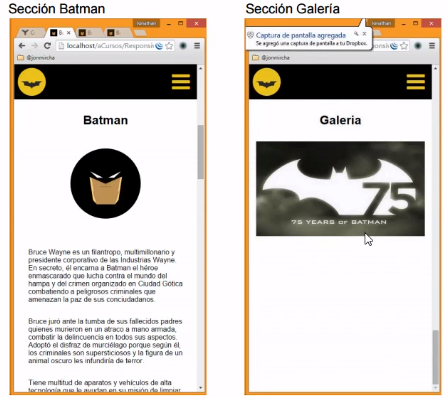 Sección Batman
Sección Galería
Jonathan
localhost/aCursos/Responsi
@jonmircha
Batman
Bruce Wayne es un filántropo, multimillonario y
presidente corporativo de las Industrias Wayne.
En secreto, él encarna a Batman el héroe
enmascarado que lucha contra el mundo del
hampa y del crimen organizado en Ciudad Gótica
combatiendo a peligrosos criminales que
amenazan la paz de sus conciudadanos.
Bruce juró ante la tumba de sus fallecidos padres
quienes murieron en un atraco a mano armada,
combatir la delincuencia en todos sus aspectos.
Adoptó el disfraz de murciélago porque según él,
los criminales son supersticiosos y la figura de un
animal oscuro les infundiría de terror.
Tiene multitud de aparatos y vehículos de alta
tecnología que le ayudan en su misión de limpiar
Jonathan
Captura de pantalla agregada
Se agregó una captura de pantalla a tu Dropbox.
@jonmircha
Galeria
75
75 YEARS OF BATMAN